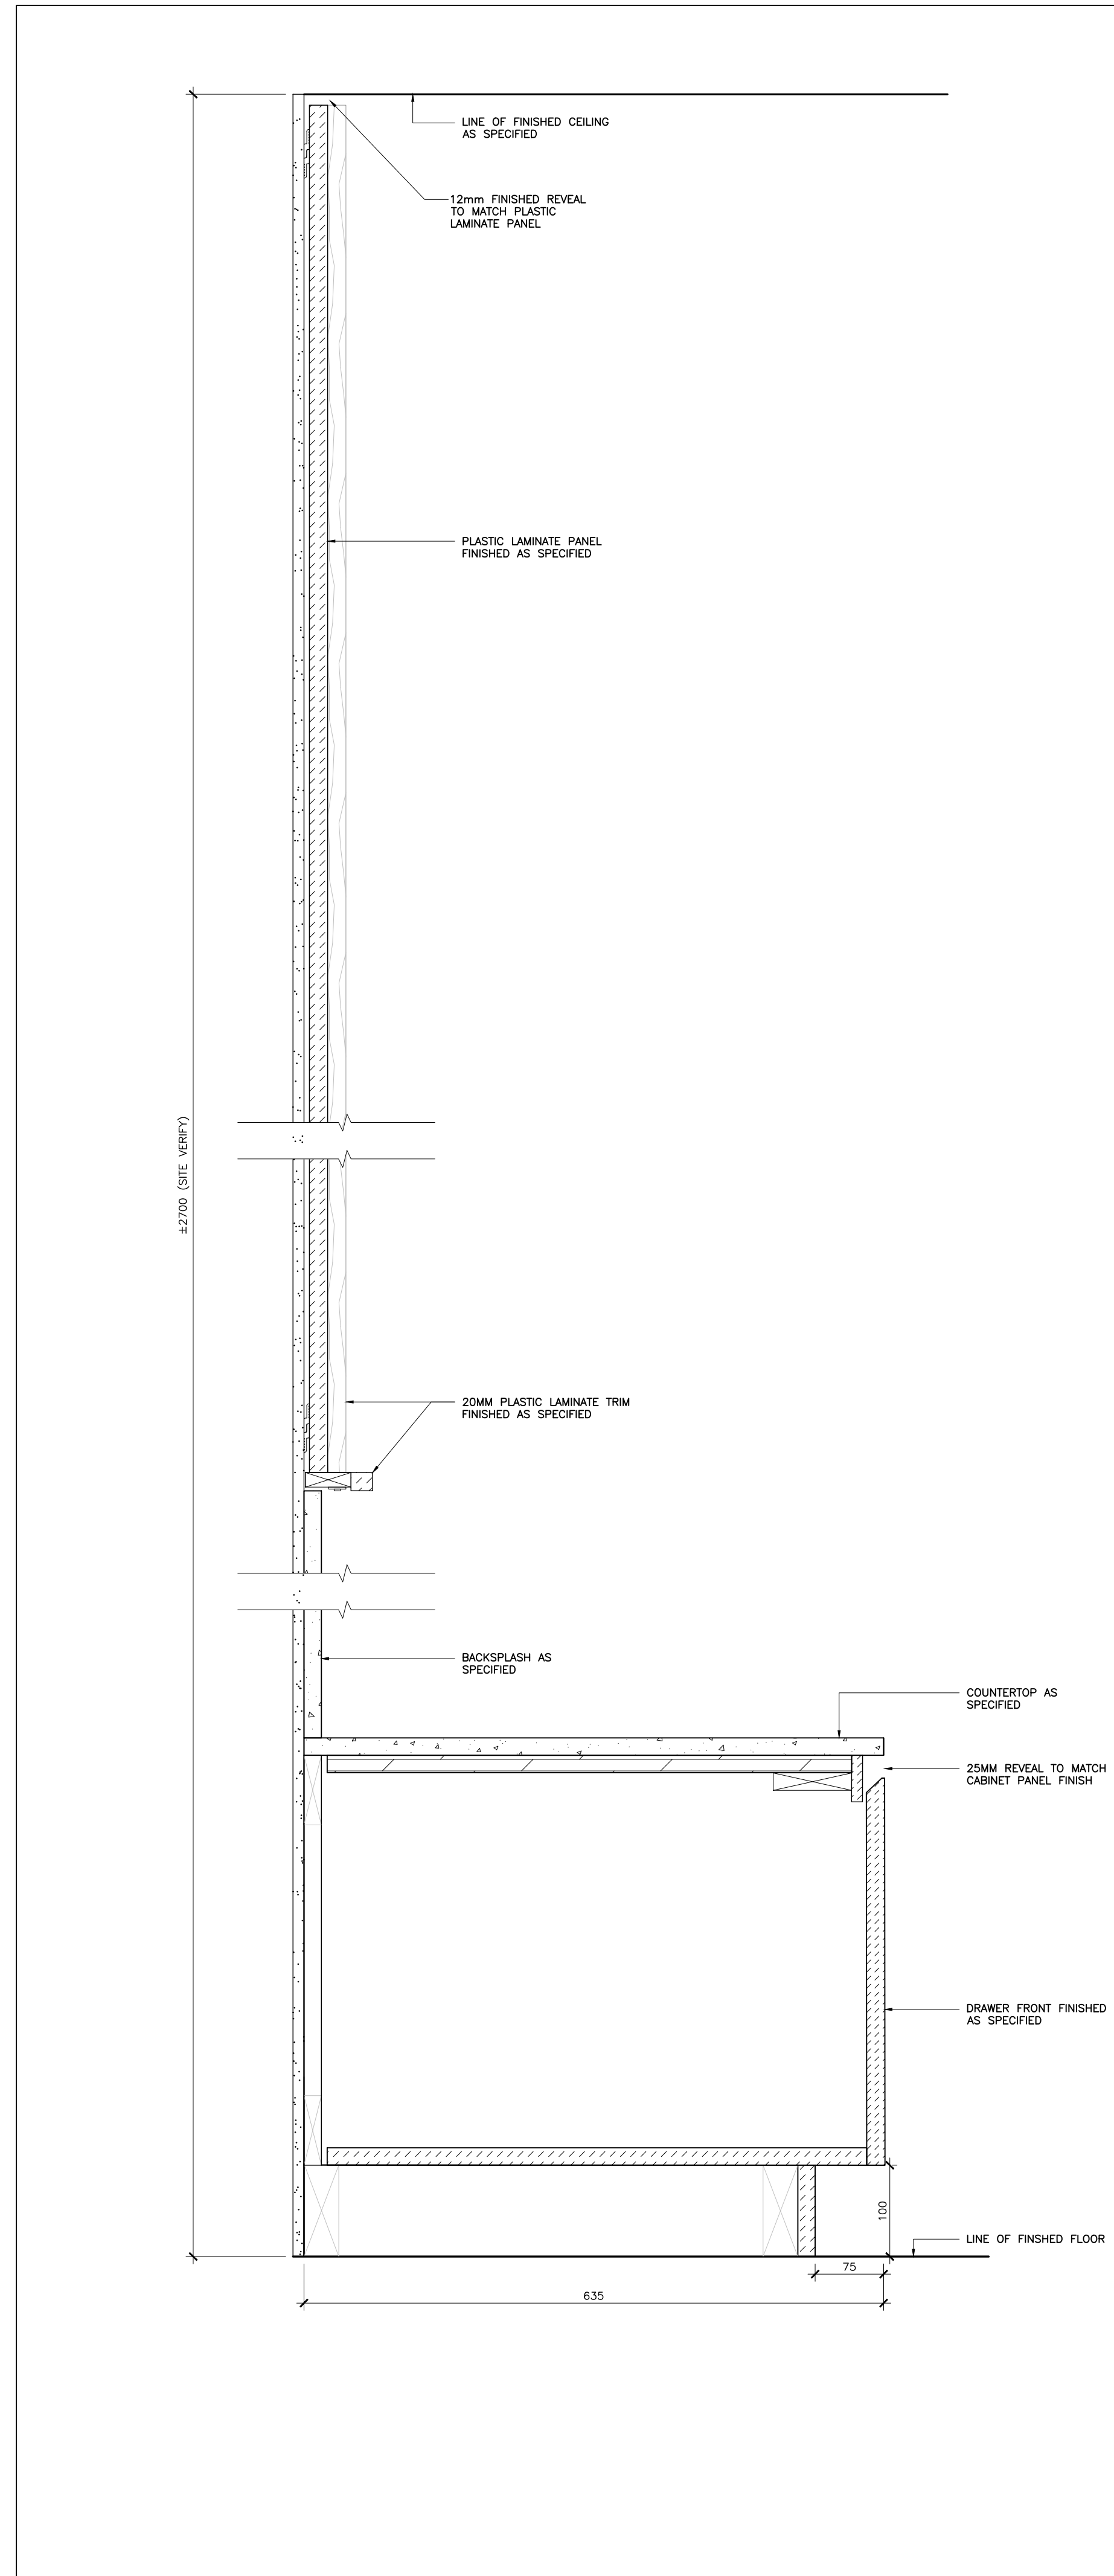 LINE OF FINISHED CEILING
AS SPECIFIED
12mm FINISHED REVEAL
TO MATCH PLASTIC
LAMINATE PANEL
PLASTIC LAMINATE PANEL
FINISHED AS SPECIFIED
±2700 (SITE VERIFY)
20MM PLASTIC LAMINATE TRIM
FINISHED AS SPECIFIED
BACKSPLASH AS
SPECIFIED
COUNTERTOP AS
SPECIFIED
25MM REVEAL TO MATCH
CABINET PANEL FINISH
DRAWER FRONT FINISHED
AS SPECIFIED
100
LINE OF FINSHED FLOOR
75
635